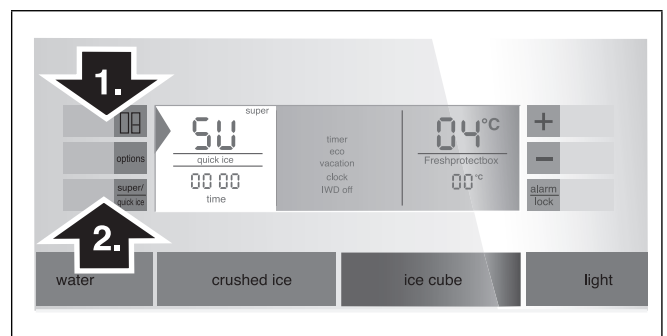 1.
super
SU
04°C
+
options
quick ice
timer
eco
vacation
clock
IWD off
Freshprotectbox
−
super/
quick ice
00 00
time
00°C
alarm
lock
2.
water
crushed ice
ice cube
light